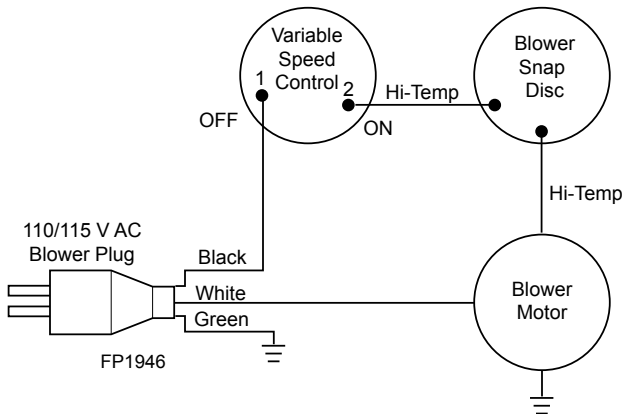 Variable
Speed
Control
1
2
OFF
ON
Hi-Temp
Blower
Snap
Disc
Hi-Temp
110/115 V AC
Blower Plug
Black
White
Green
FP1946
Blower
Motor